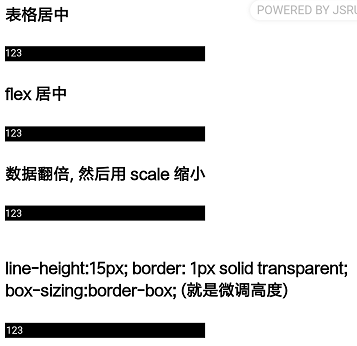 POWERED BY JSRU
表格居中
123
flex 居中
123
数据翻倍, 然后用 scale 缩小
123
line-height:15px; border: 1px solid transparent;
box-sizing:border-box; (就是微调高度)
123